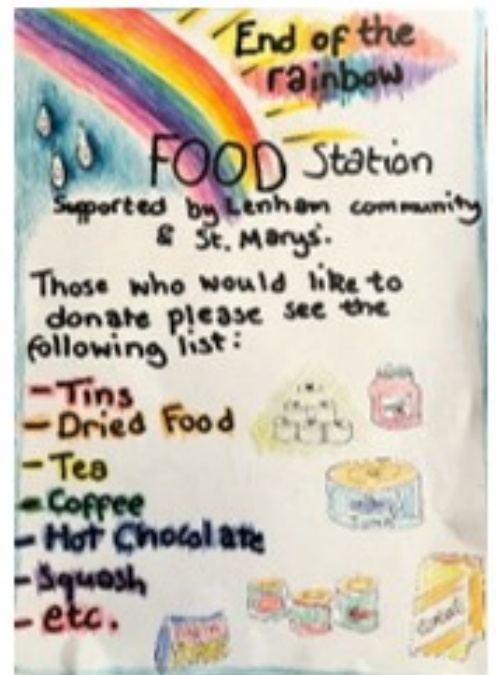 End of the
rainbow
FOOD Station
Supported by Lenham community
& St. Marys'.
Those who would like to
donate please see the
following list:
- Tins
- Dried Food
- Tea
- Coffee
- Hot Chocolate
- Squash
- etc.